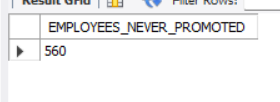 Result Grid Filter Rows:
EMPLOYEES_NEVER_PROMOTED
560